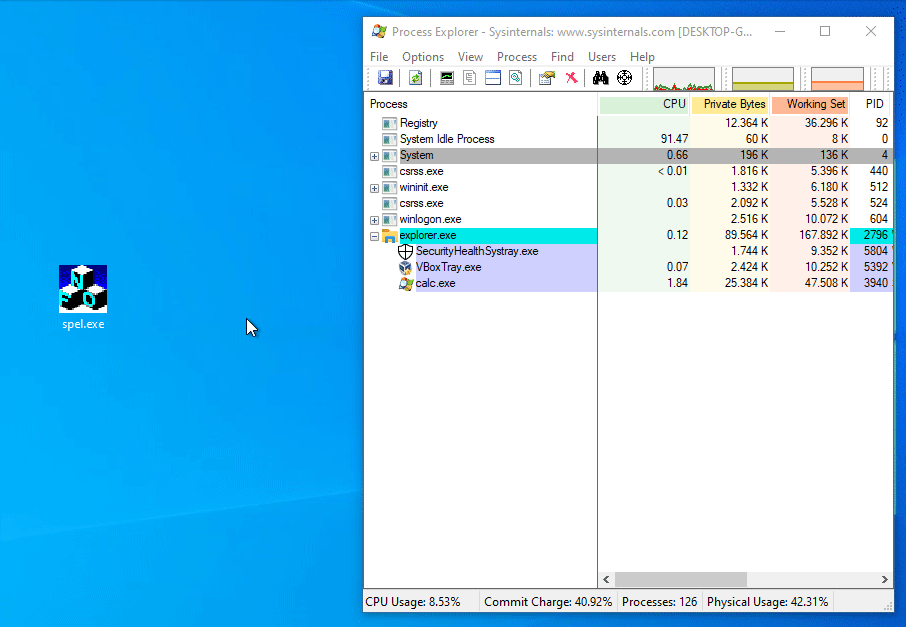 Process Explorer - Sysinternals: www.sysinternals.com [DESKTOP-G...
File Options View Process Find Users Help
Process CPU Private Bytes Working Set PID
Registry 12.364 K 36.296 K 92
System Idle Process 91.47 60 K 8 K 0
System 0.66 196 K 136 K 4
csrss.exe < 0.01 1.816 K 5.396 K 440
wininit.exe 1.332 K 6.180 K 512
csrss.exe 0.03 2.092 K 5.528 K 524
winlogon.exe 2.516 K 10.072 K 604
explorer.exe 0.12 89.564 K 167.892 K 2796
SecurityHealthSystray.exe 1.744 K 9.352 K 5804
VBoxTray.exe 0.07 2.424 K 10.252 K 5392
calc.exe 1.84 25.384 K 47.508 K 3940
NFO
spel.exe
CPU Usage: 8.53% Commit Charge: 40.92% Processes: 126 Physical Usage: 42.31%